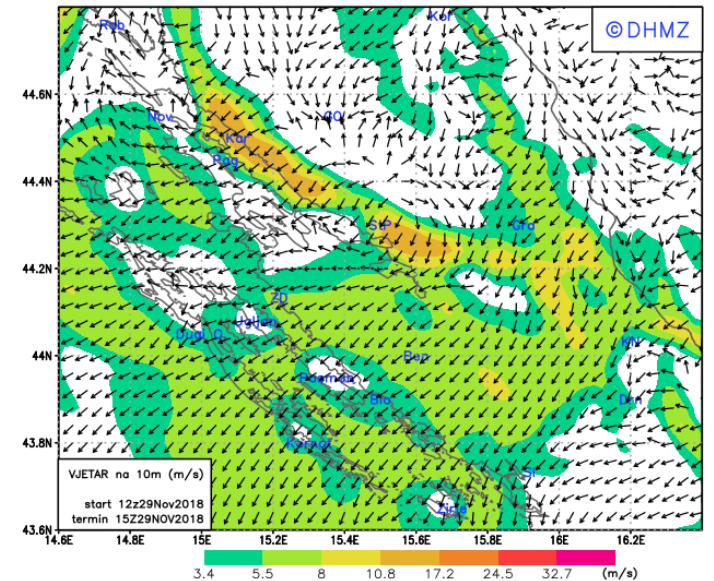 Kor
©DHMZ
Rab
44.6N
Nov
GO
Kar
Pag
44.4N
StP
Gra
44.2N
ZD
Ugljan
Dugi O
KN
44N
Ben
Pasman
Bio
Drn
43.8N
Kornat
SI
VJETAR na 10m (m/s)
start 12z29Nov2018
termin 15Z29NOV2018
Zirje
43.6N
14.6E 14.8E 15E 15.2E 15.4E 15.6E 15.8E 16E 16.2E
3.4 5.5 8 10.8 17.2 24.5 32.7 (m/s)